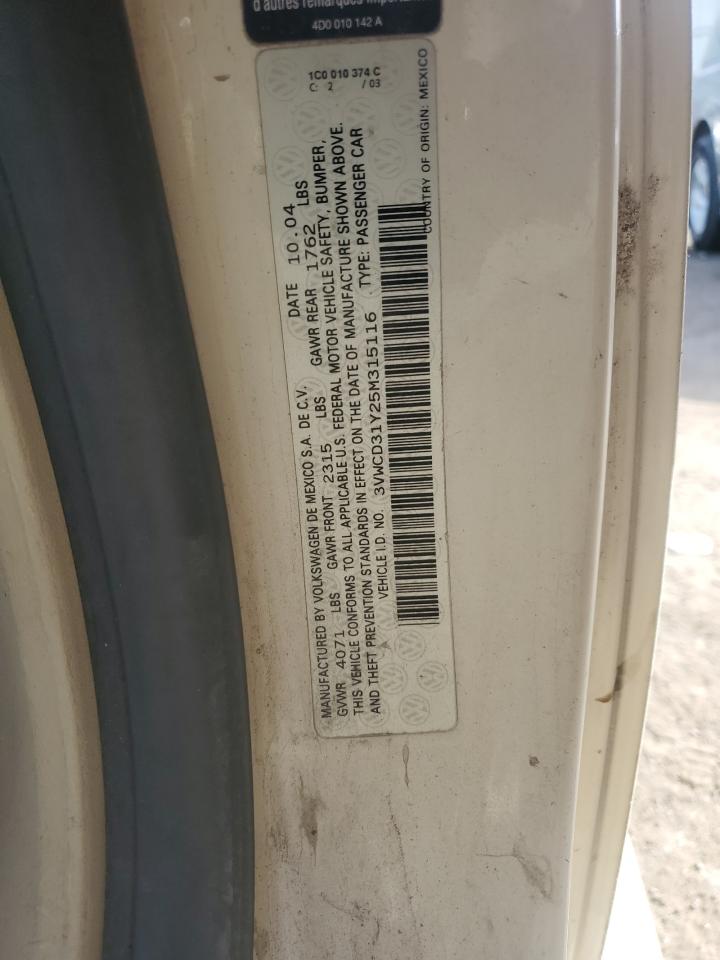 d'autres remarques
4D0 010 142 A
1C0 010 374 C
C: 2 / 03
MANUFACTURED BY VOLKSWAGEN DE MEXICO S.A. DE C.V. DATE 10.04
GVWR 4071 LBS GAWR FRONT 2315 LBS GAWR REAR 1762 LBS
THIS VEHICLE CONFORMS TO ALL APPLICABLE U.S. FEDERAL MOTOR VEHICLE SAFETY, BUMPER,
AND THEFT PREVENTION STANDARDS IN EFFECT ON THE DATE OF MANUFACTURE SHOWN ABOVE.
VEHICLE I.D. NO. 3VWCD31Y25M315116 TYPE: PASSENGER CAR
COUNTRY OF ORIGIN: MEXICO